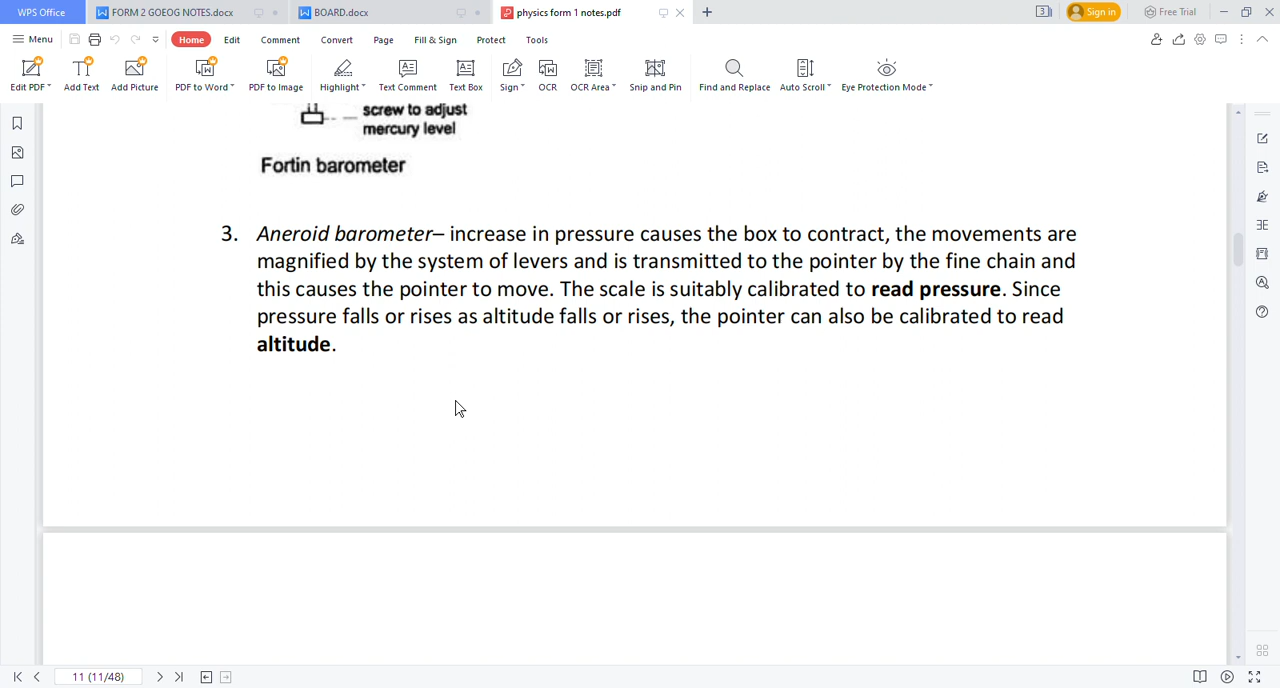 WPS Office
FORM 2 GOEOG NOTES.docx
BOARD.docx
physics form 1 notes.pdf
3
Sign in
Free Trial
Menu
Home
Edit
Comment
Convert
Page
Fill & Sign
Protect
Tools
Edit PDF
Add Text
Add Picture
PDF to Word
PDF to Image
Highlight
Text Comment
Text Box
Sign
OCR
OCR Area
Snip and Pin
Find and Replace
Auto Scroll
Eye Protection Mode
screw to adjust
mercury level
Fortin barometer
3. Aneroid barometer– increase in pressure causes the box to contract, the movements are
magnified by the system of levers and is transmitted to the pointer by the fine chain and
this causes the pointer to move. The scale is suitably calibrated to read pressure. Since
pressure falls or rises as altitude falls or rises, the pointer can also be calibrated to read
altitude.
11 (11/48)